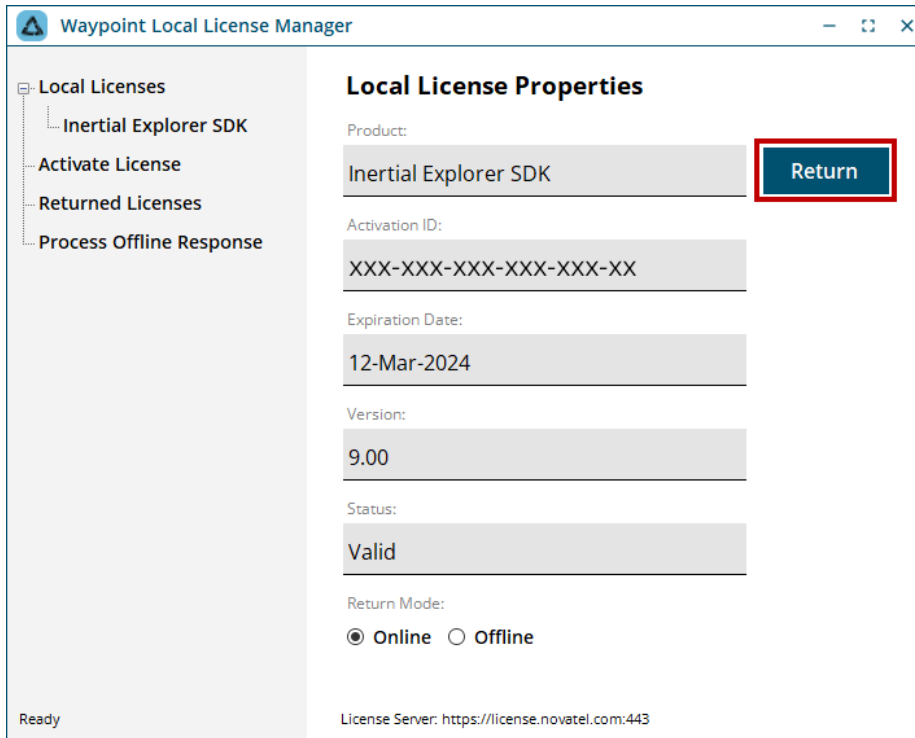 Waypoint Local License Manager
Local Licenses
Inertial Explorer SDK
Activate License
Returned Licenses
Process Offline Response
Local License Properties
Product:
Inertial Explorer SDK
Return
Activation ID:
XXX-XXX-XXX-XXX-XXX-XX
Expiration Date:
12-Mar-2024
Version:
9.00
Status:
Valid
Return Mode:
Online Offline
Ready
License Server: https://license.novatel.com:443